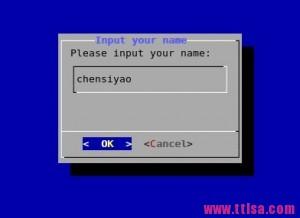 Input your name
Please input your name:
chensiyao
<  OK  >  <Cancel>
www.ttlsa.com